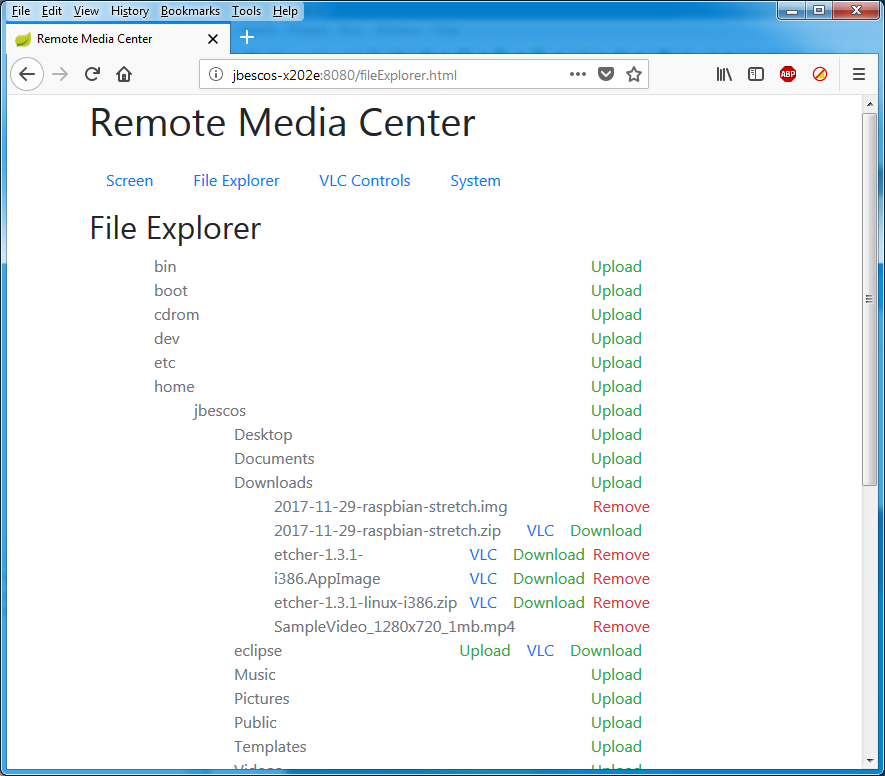 File Edit View History Bookmarks Tools Help
Remote Media Center
jbescos-x202e:8080/fileExplorer.html
ABP
Remote Media Center
Screen File Explorer VLC Controls System
File Explorer
bin Upload
boot Upload
cdrom Upload
dev Upload
etc Upload
home Upload
jbescos Upload
Desktop Upload
Documents Upload
Downloads Upload
2017-11-29-raspbian-stretch.img Remove
2017-11-29-raspbian-stretch.zip VLC Download
etcher-1.3.1- VLC Download Remove
i386.AppImage VLC Download Remove
etcher-1.3.1-linux-i386.zip VLC Download Remove
SampleVideo_1280x720_1mb.mp4 Remove
eclipse Upload VLC Download
Music Upload
Pictures Upload
Public Upload
Templates Upload
Videos Upload